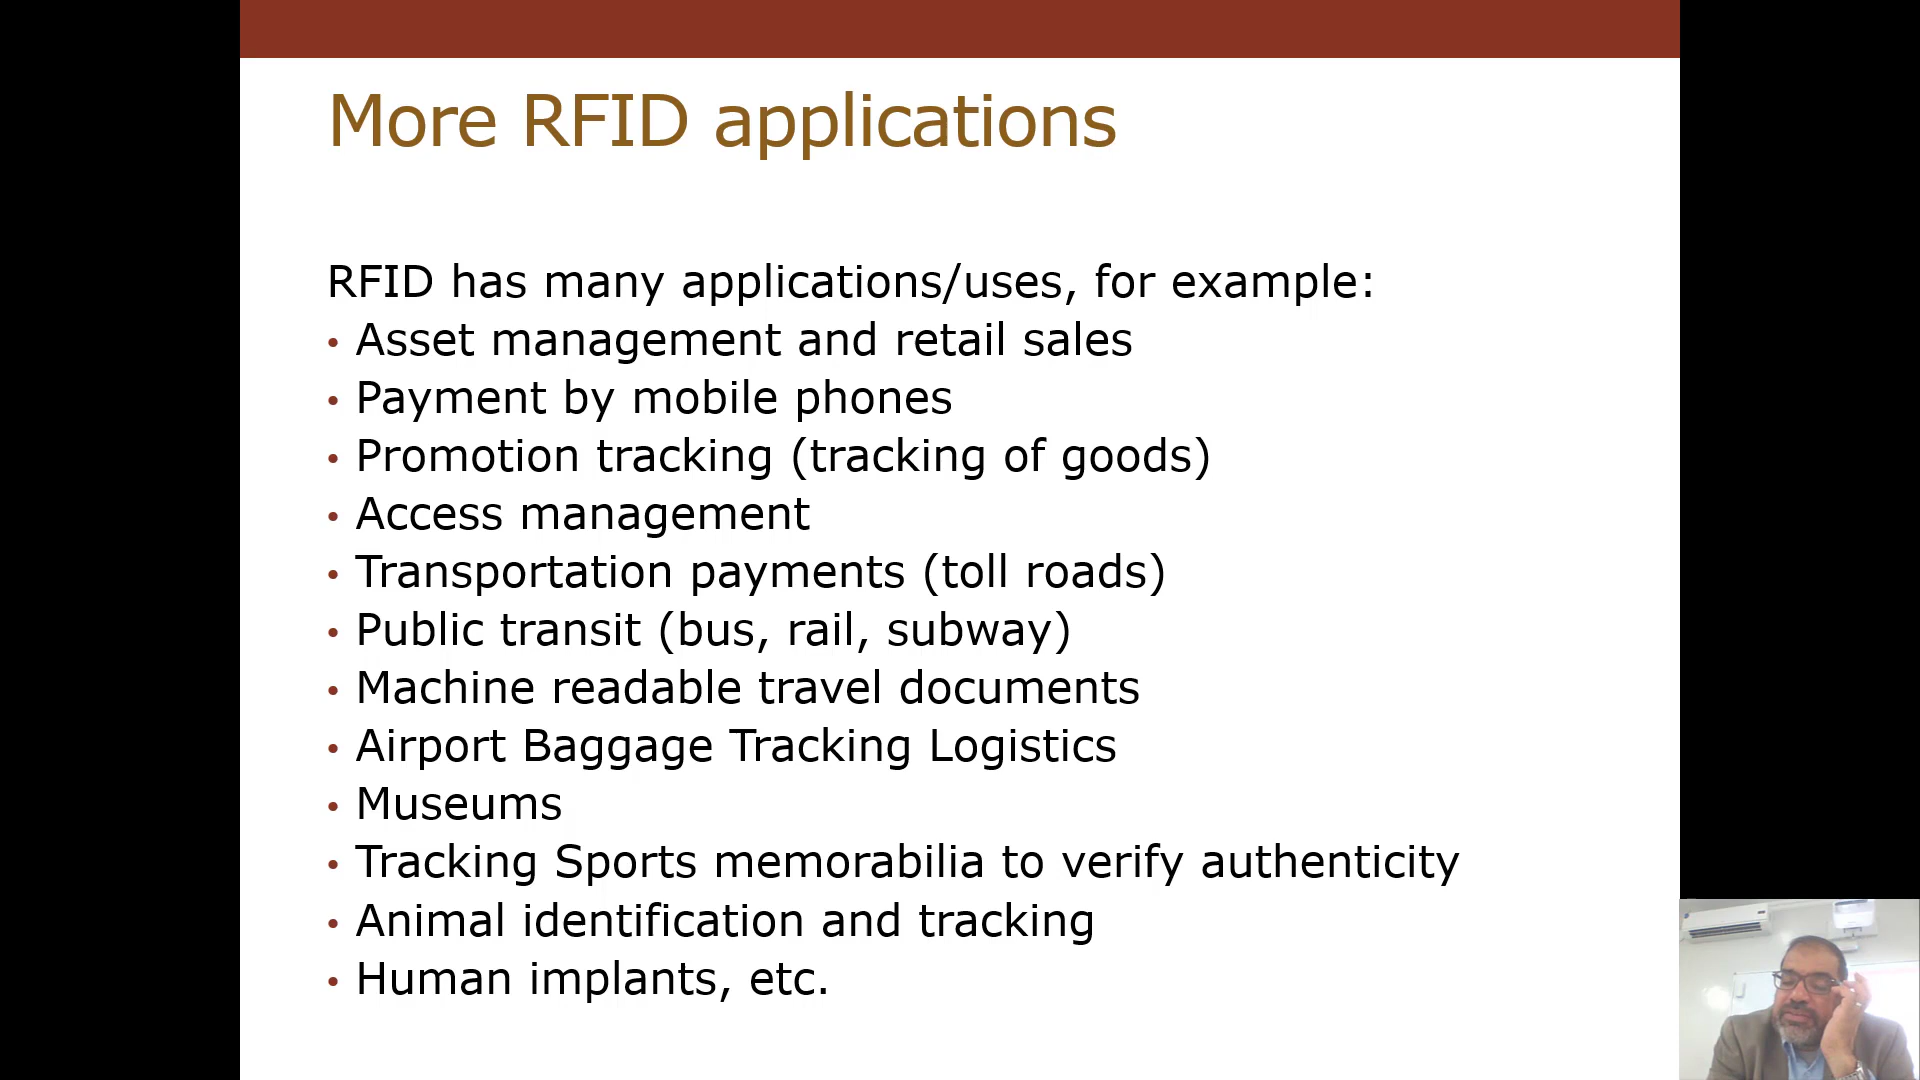 More RFID applications
RFID has many applications/uses, for example:
• Asset management and retail sales
• Payment by mobile phones
• Promotion tracking (tracking of goods)
• Access management
• Transportation payments (toll roads)
• Public transit (bus, rail, subway)
• Machine readable travel documents
• Airport Baggage Tracking Logistics
• Museums
• Tracking Sports memorabilia to verify authenticity
• Animal identification and tracking
• Human implants, etc.